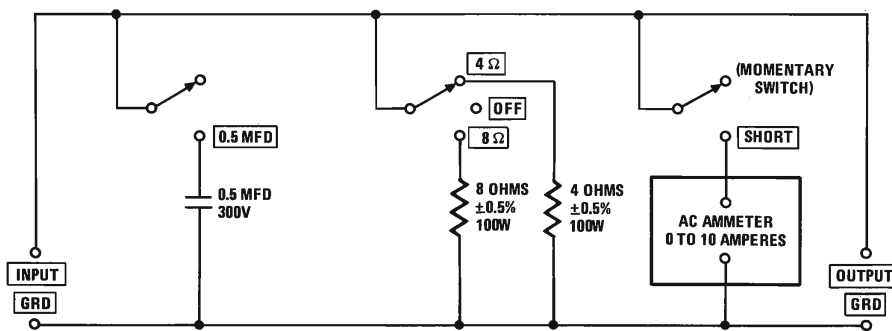 4 Ω
(MOMENTARY
SWITCH)
OFF
0.5 MFD
8 Ω
SHORT
0.5 MFD
300V
8 OHMS
±0.5%
100W
4 OHMS
±0.5%
100W
AC AMMETER
0 TO 10 AMPERES
INPUT
GRD
OUTPUT
GRD